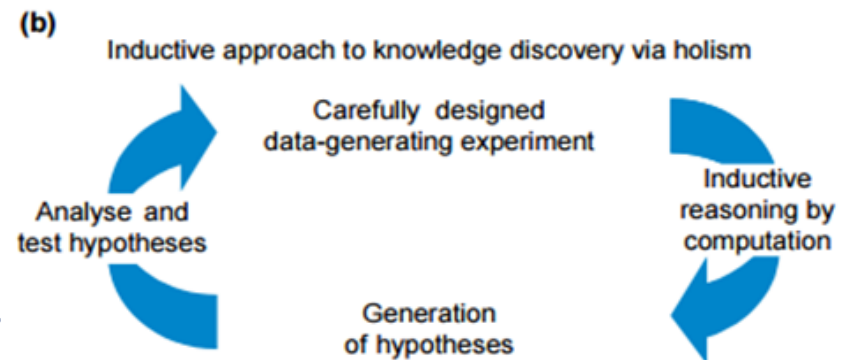 (b)
Inductive approach to knowledge discovery via holism
Carefully designed
data-generating experiment
Inductive
reasoning by
computation
Generation
of hypotheses
Analyse and
test hypotheses